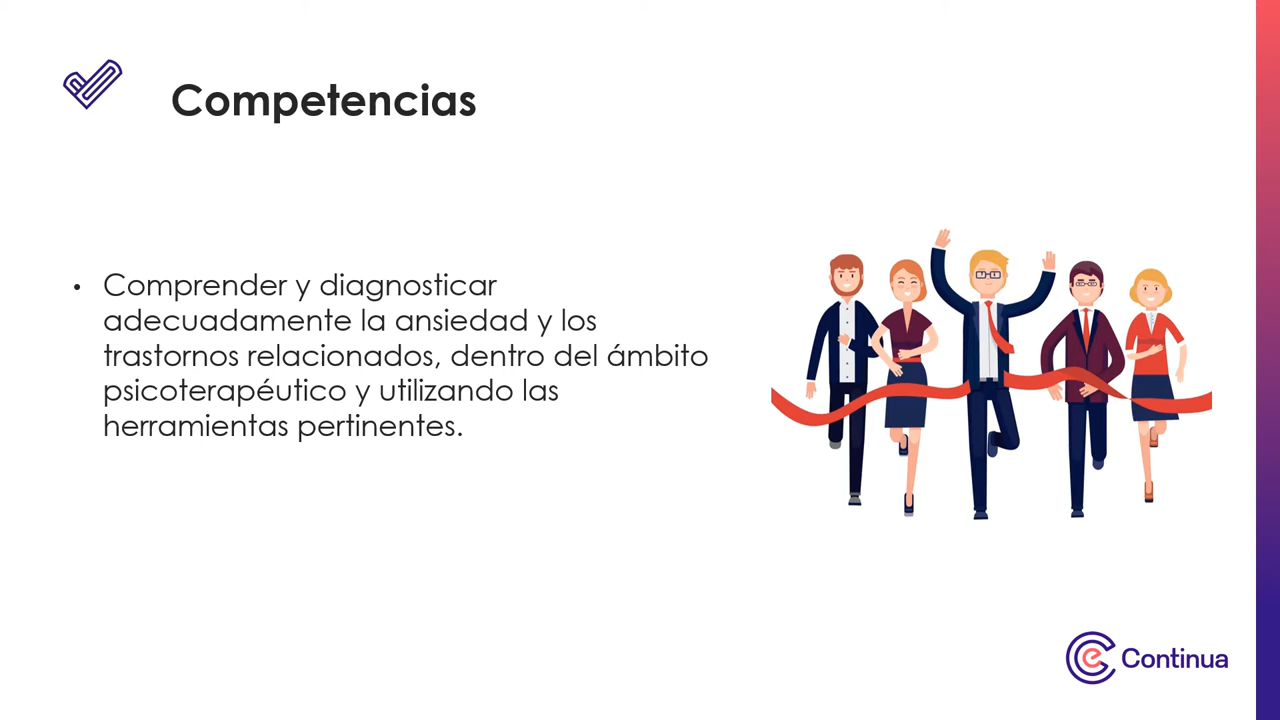 Competencias
• Comprender y diagnosticar
adecuadamente la ansiedad y los
trastornos relacionados, dentro del ámbito
psicoterapéutico y utilizando las
herramientas pertinentes.
e Continua